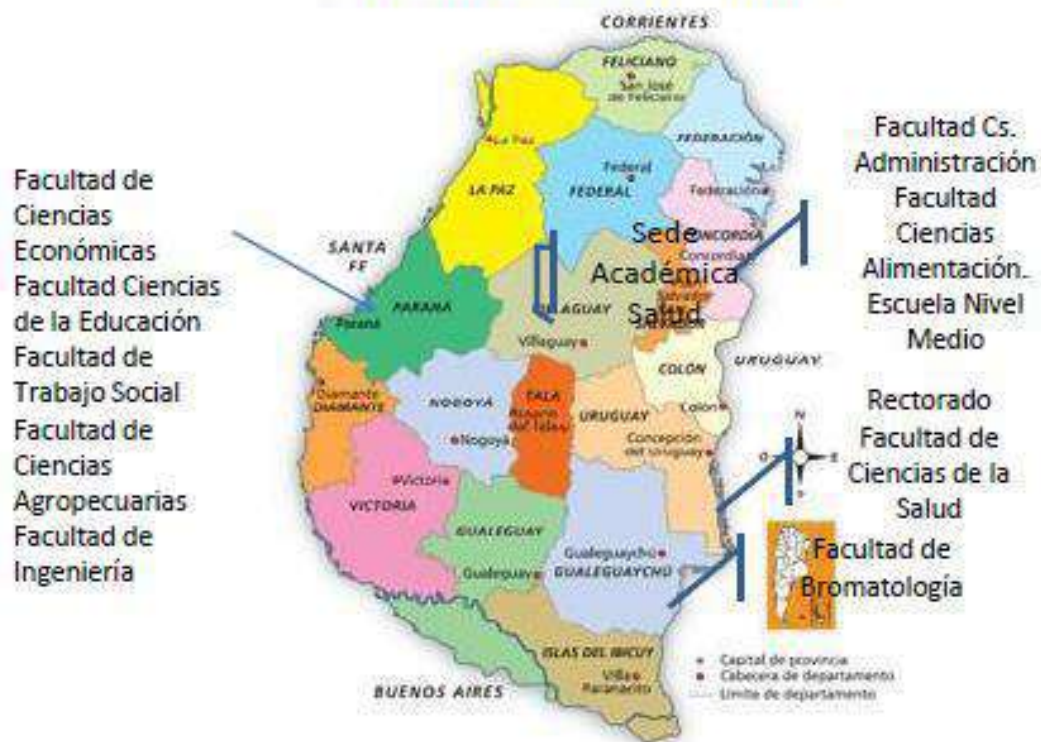 CORRIENTES
FELICIANO
San José
de Feliciano
FEDERACIÓN
La Paz
Federal
LA PAZ
FEDERAL
Federación
CONCORDIA
Concordia
SANTA
FE
Sede
Académica
Salud
PARANÁ
Paraná
Villaguay
SALVADOR
COLÓN
Colón
URUGUAY
Diamante
DIAMANTE
NOGOYÁ
Nogoyá
TALA
Rosario
del Tala
URUGUAY
Concepción
del Uruguay
Victoria
VICTORIA
GUALEGUAY
Gualeguay
Gualeguaychú
GUALEGUAYCHÚ
ISLAS DEL IBICUY
Villa
Paranacito
BUENOS AIRES
Facultad de
Ciencias
Económicas
Facultad Ciencias
de la Educación
Facultad de
Trabajo Social
Facultad de
Ciencias
Agropecuarias
Facultad de
Ingeniería
Facultad Cs.
Administración
Facultad
Ciencias
Alimentación..
Escuela Nivel
Medio
Rectorado
Facultad de
Ciencias de la
Salud
N
O
E
S
Facultad de
Bromatología
Capital de provincia
Cabecera de departamento
Límite de departamento